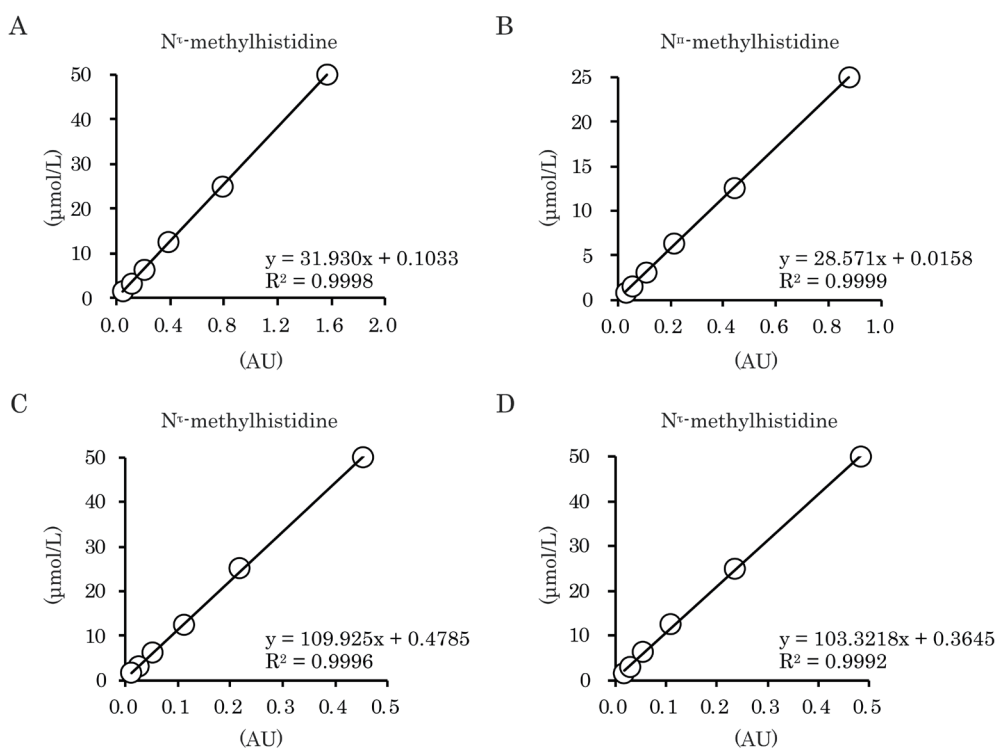 A
Nτ-methylhistidine
50
40
30
20
10
0
(μmol/L)
y = 31.930x + 0.1033
R² = 0.9998
0.0 0.4 0.8 1.2 1.6 2.0
(AU)
B
Nπ-methylhistidine
25
20
15
10
5
0
(μmol/L)
y = 28.571x + 0.0158
R² = 0.9999
0.0 0.2 0.4 0.6 0.8 1.0
(AU)
C
Nτ-methylhistidine
50
40
30
20
10
0
(μmol/L)
y = 109.925x + 0.4785
R² = 0.9996
0.0 0.1 0.2 0.3 0.4 0.5
(AU)
D
Nτ-methylhistidine
50
40
30
20
10
0
(μmol/L)
y = 103.3218x + 0.3645
R² = 0.9992
0.0 0.1 0.2 0.3 0.4 0.5
(AU)